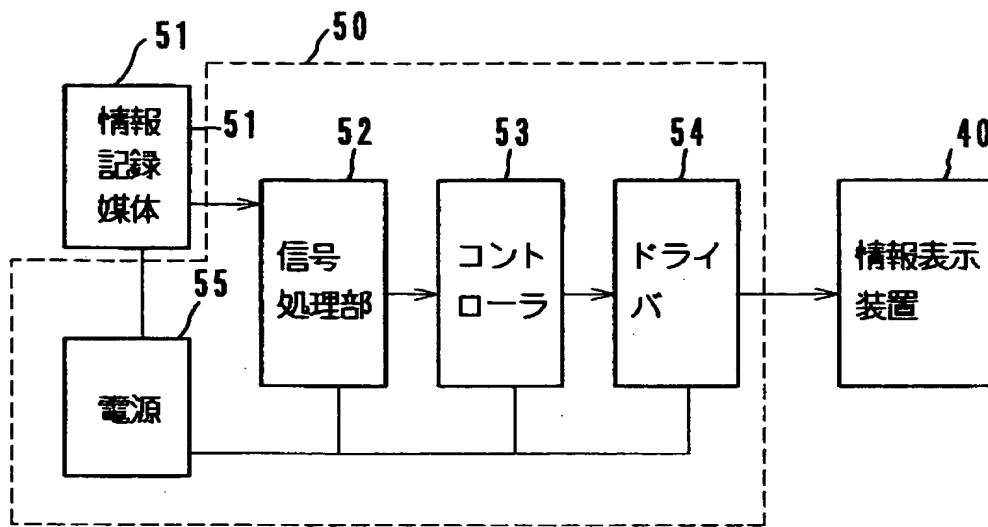 51
50
情報
記録
媒体
51
52
53
54
40
信号
処理部
コント
ローラ
ドライ
バ
情報表示
装置
55
電源